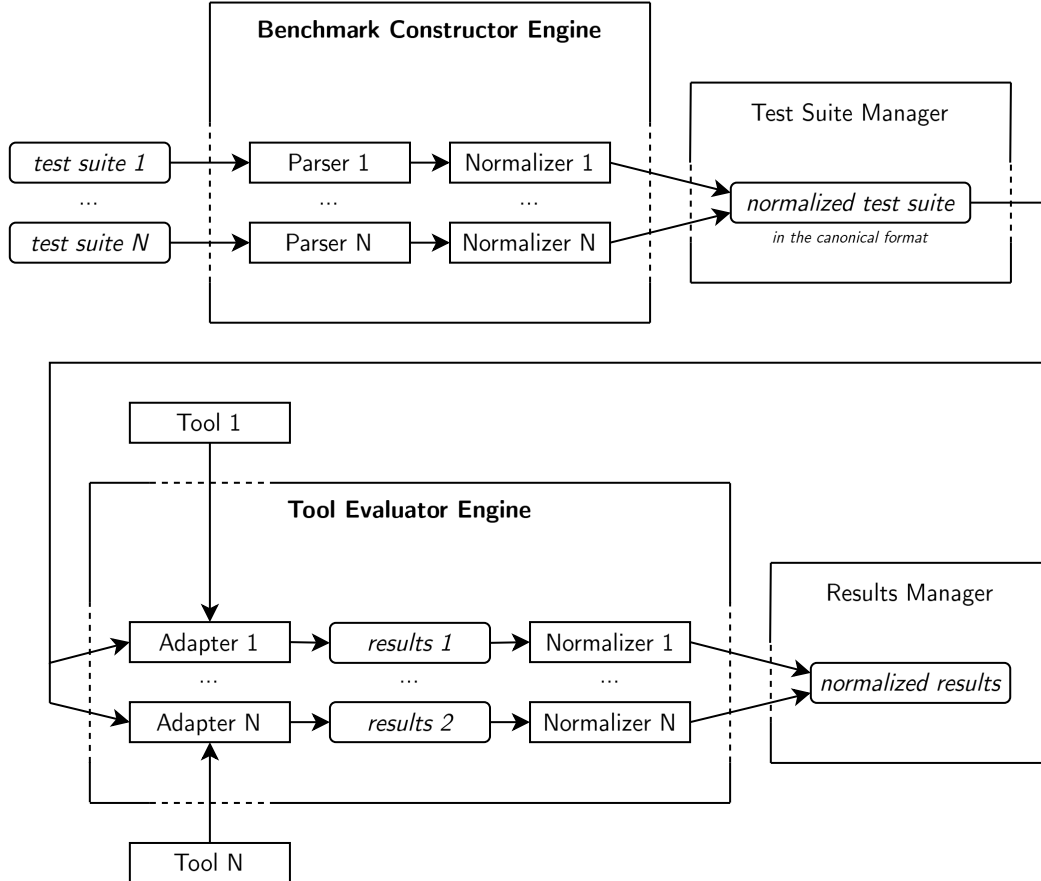 Benchmark Constructor Engine
Test Suite Manager
test suite 1
Parser 1
Normalizer 1
...
...
...
normalized test suite
test suite N
Parser N
Normalizer N
in the canonical format
Tool 1
Tool Evaluator Engine
Results Manager
Adapter 1
results 1
Normalizer 1
...
...
...
normalized results
Adapter N
results 2
Normalizer N
Tool N